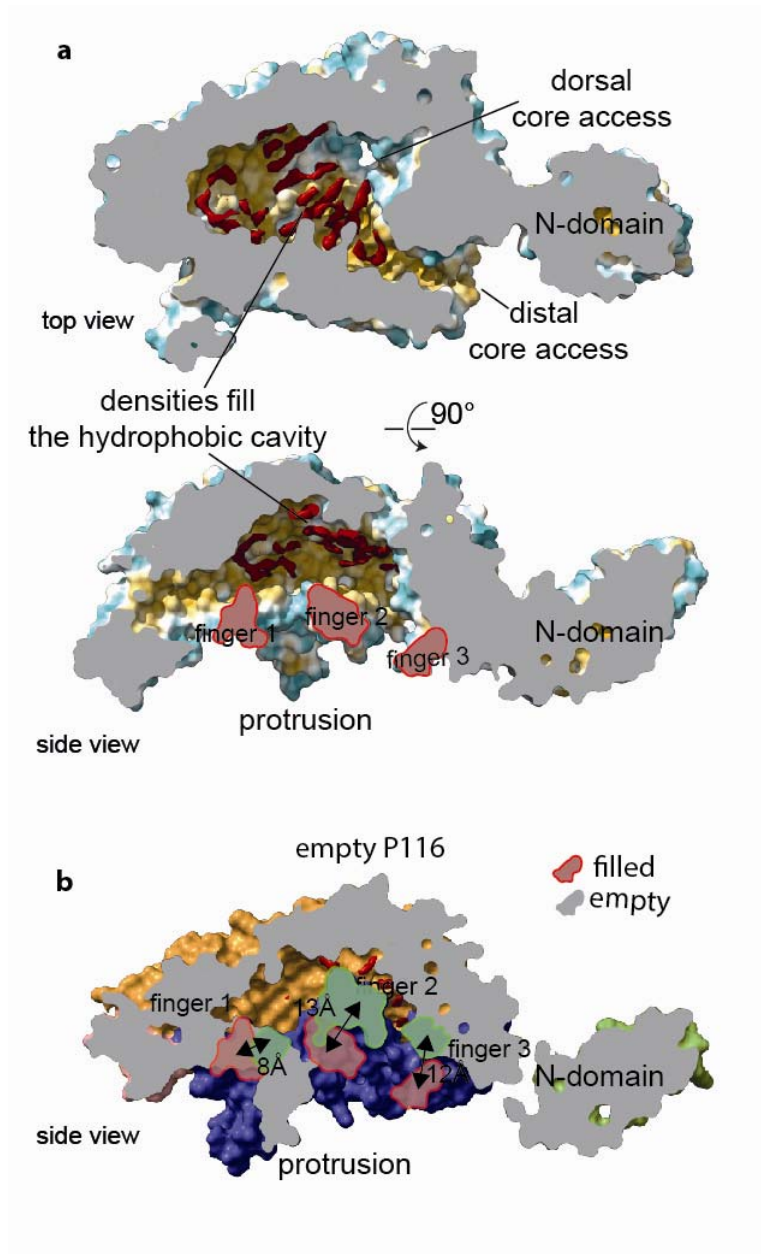 a
dorsal
core access
N-domain
top view
distal
core access
densities fill
the hydrophobic cavity
90°
finger 1
finger 2
finger 3
N-domain
protrusion
side view
empty P116
b
filled
empty
finger 1
13Å
finger 2
8Å
finger 3
12Å
N-domain
side view
protrusion